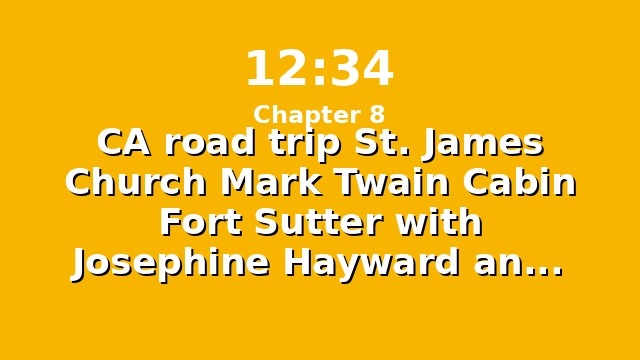 12:34
Chapter 8
CA road trip St. James
Church Mark Twain Cabin
Fort Sutter with
Josephine Hayward an...